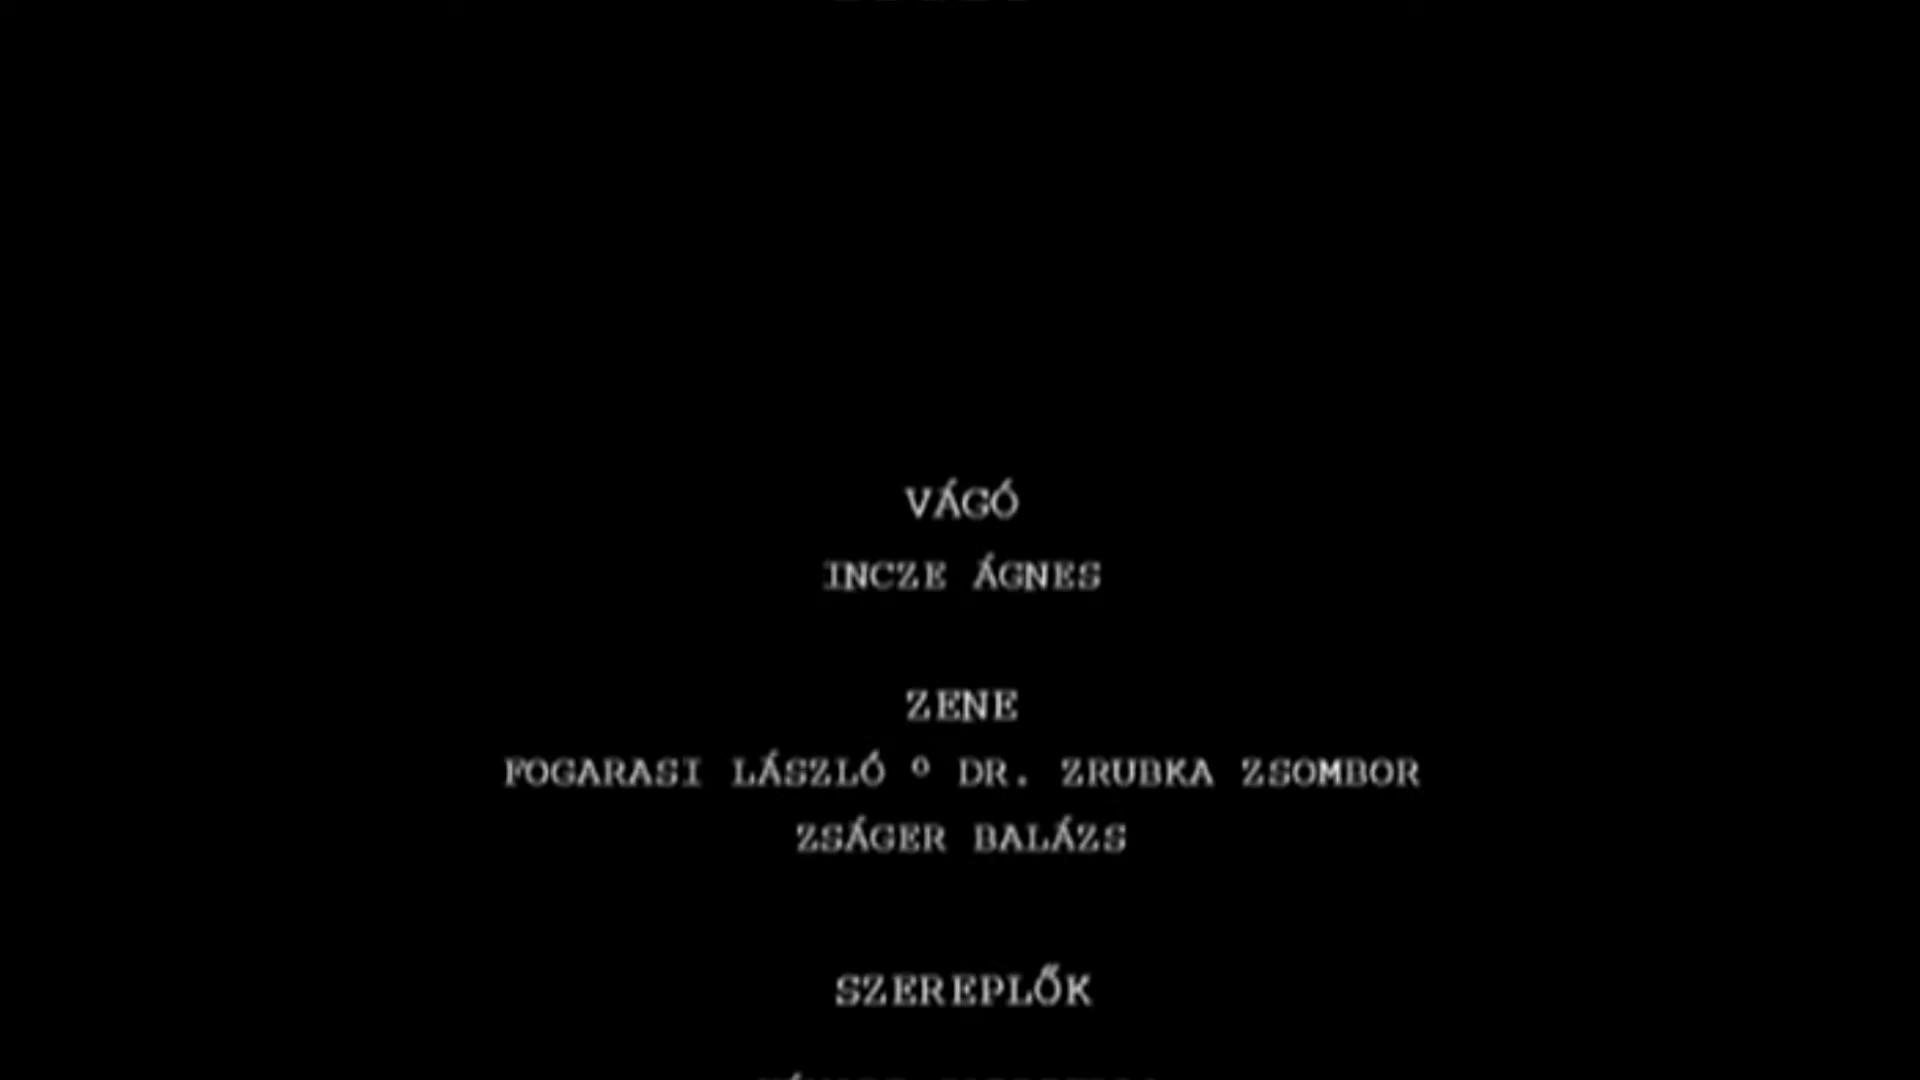 VÁGÓ
INCZE ÁGNES
ZENE
FOGARASI LÁSZLÓ º DR. ZRUBKA ZSOMBOR
ZSÁGER BALÁZS
SZEREPLŐK